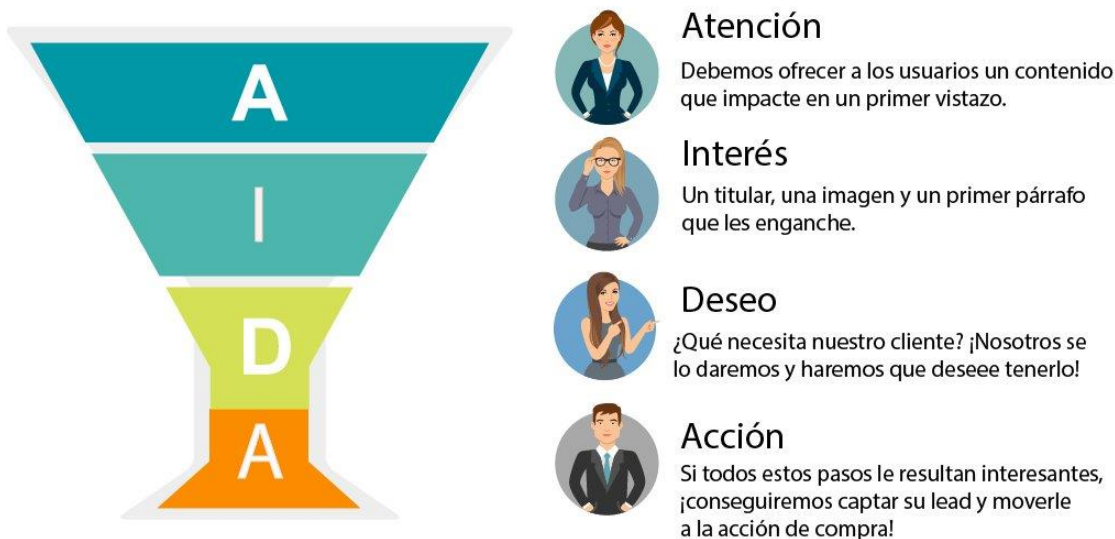 A
I
D
A
Atención
Debemos ofrecer a los usuarios un contenido
que impacte en un primer vistazo.
Interés
Un titular, una imagen y un primer párrafo
que les enganche.
Deseo
¿Qué necesita nuestro cliente? ¡Nosotros se
lo daremos y haremos que deseee tenerlo!
Acción
Si todos estos pasos le resultan interesantes,
¡conseguiremos captar su lead y moverle
a la acción de compra!